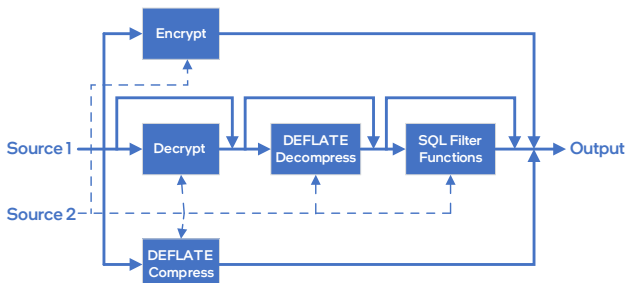 Encrypt
Source 1
Decrypt
DEFLATE
Decompress
SQL Filter
Functions
Output
Source 2
DEFLATE
Compress